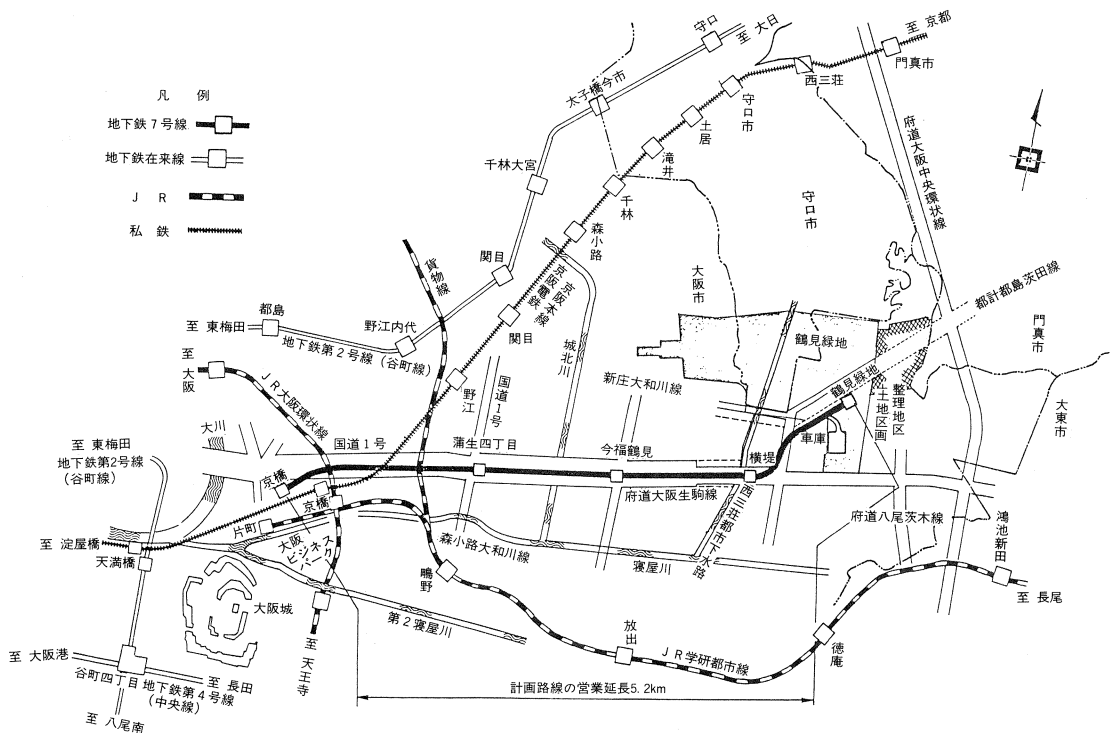 凡 例
地下鉄7号線
地下鉄在来線
J R
私 鉄
守口
至 大日
太子橋今市
千林大宮
関目
野江内代
都島
至 東梅田
地下鉄第2号線(谷町線)
至 京都
門真市
西三荘
守口市
土居
滝井
千林
森小路
関目
野江
京阪本線
京阪電鉄
府道大阪中央環状線
守口市
大阪市
門真市
大東市
都計都島茨田線
貨物線
城北川
国道1号
新庄大和川線
鶴見緑地
鶴見緑地
土地区画
整理地区
車庫
至 大阪
JR大阪環状線
大川
国道1号
蒲生四丁目
今福鶴見
横堤
京橋
京橋
片町
府道大阪生駒線
西三荘都市下水路
府道八尾茨木線
鴻池新田
至 長尾
至 東梅田
地下鉄第2号線
(谷町線)
至 淀屋橋
天満橋
大阪
ビジネス
パーク
森小路大和川線
寝屋川
鴫野
第2寝屋川
大阪城
放出
徳庵
JR学研都市線
至 天王寺
至 大阪港
谷町四丁目
地下鉄第4号線
(中央線)
至 長田
至 八尾南
計画路線の営業延長5.2km